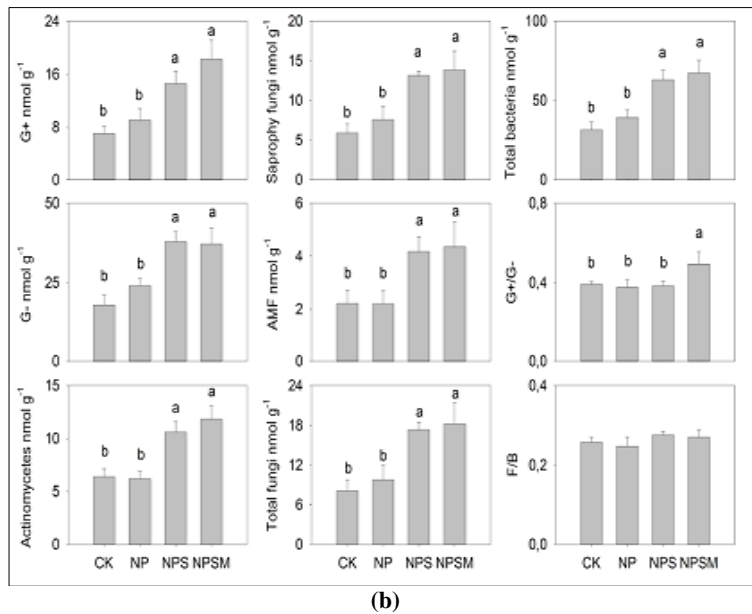 24
16
8
0
G+ nmol g-1
b
b
a
a
20
15
10
5
0
Saprophy fungi nmol g-1
b
b
a
a
100
50
0
Total bacteria nmol g-1
b
b
a
a
50
25
0
G- nmol g-1
b
b
a
a
6
4
2
0
AMF nmol g-1
b
b
a
a
0,8
0,4
0,0
G+/G-
b
b
b
a
15
10
5
0
Actinomycetes nmol g-1
b
b
a
a
CK NP NPS NPSM
24
18
12
6
0
Total fungi nmol g-1
b
b
a
a
CK NP NPS NPSM
0,4
0,2
0,0
F/B
CK NP NPS NPSM
(b)